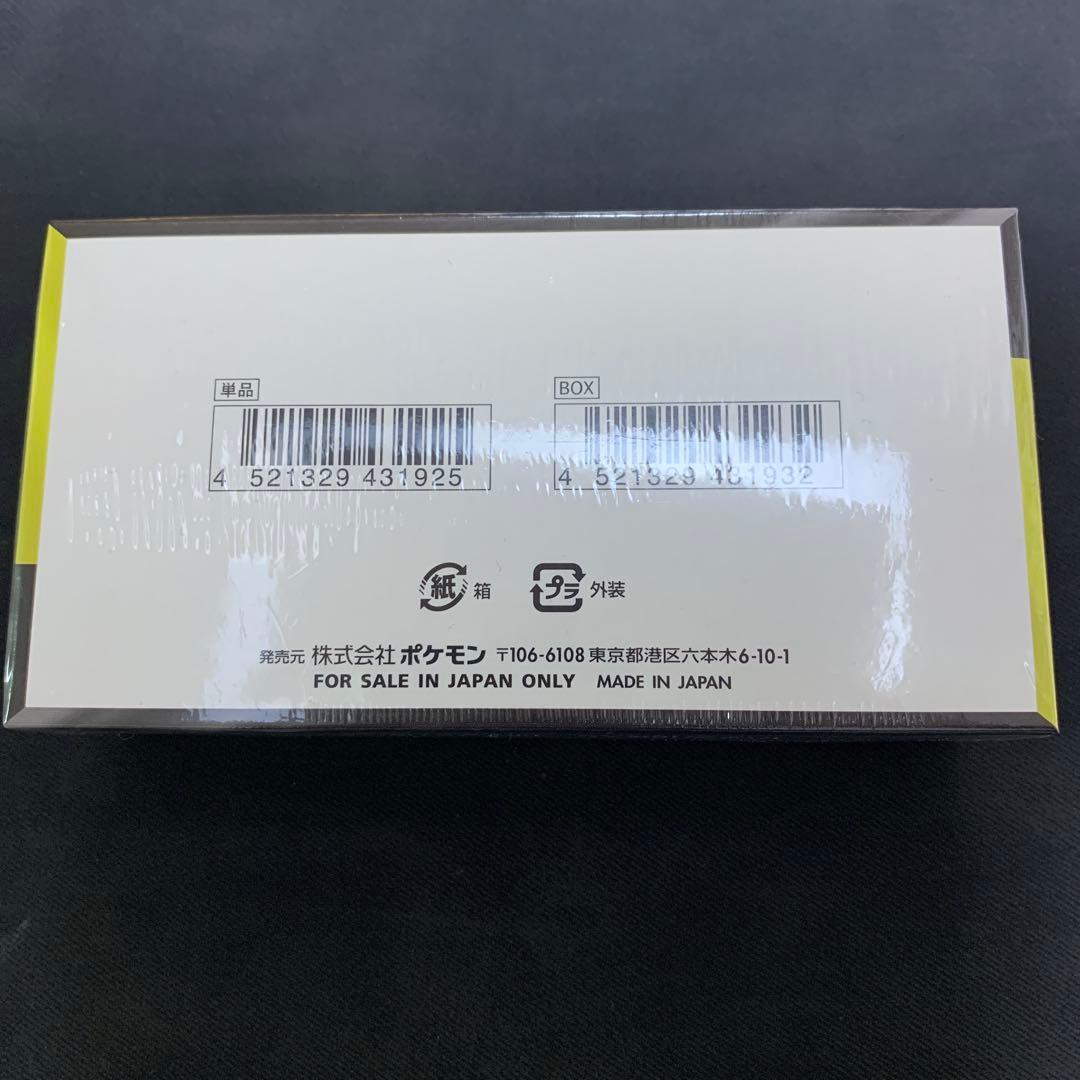 単品
4 521329 431925
BOX
4 521329 431932
紙 箱
プラ 外装
発売元 株式会社 ポケモン 〒106-6108 東京都港区六本木6-10-1
FOR SALE IN JAPAN ONLY MADE IN JAPAN